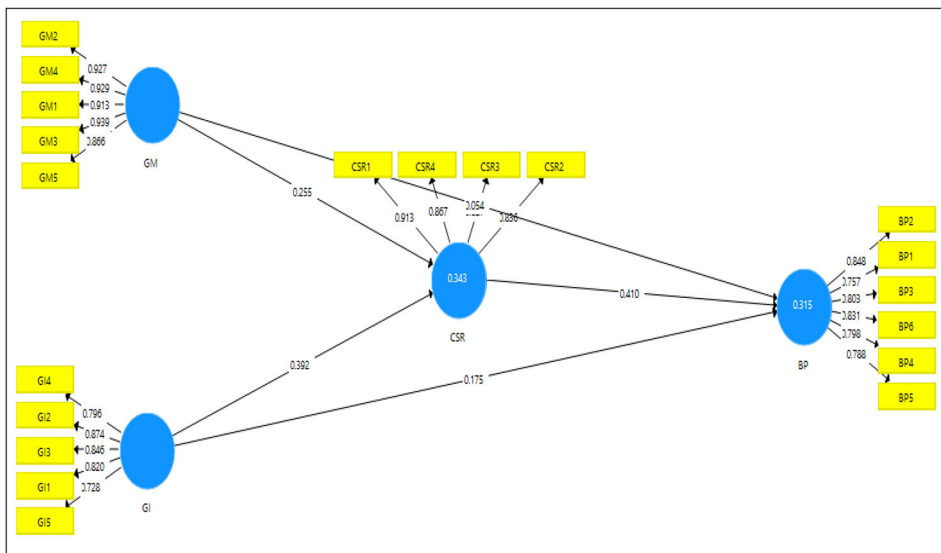 GM2
GM4
GM1
GM3
GM5
0.927
0.929
0.913
0.939
0.866
GM
0.255
CSR1
CSR4
CSR3
CSR2
0.913
0.867
0.054
0.836
0.343
CSR
0.410
BP2
BP1
BP3
BP6
BP4
BP5
0.848
0.757
0.803
0.831
0.798
0.788
0.315
BP
0.392
0.175
GI4
GI2
GI3
GI1
GI5
0.796
0.874
0.846
0.820
0.728
GI